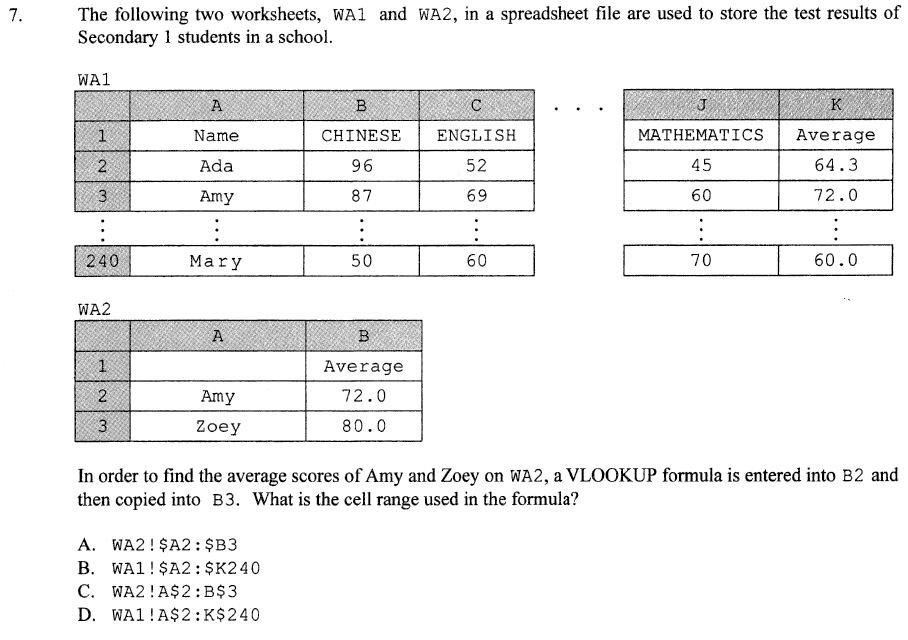 7. The following two worksheets, WA1 and WA2, in a spreadsheet file are used to store the test results of
Secondary 1 students in a school.
WA1
A B C . . . J K
1 Name CHINESE ENGLISH MATHEMATICS Average
2 Ada 96 52 45 64.3
3 Amy 87 69 60 72.0
⋮ ⋮ ⋮ ⋮ ⋮ ⋮
240 Mary 50 60 70 60.0
WA2
A B
1 Average
2 Amy 72.0
3 Zoey 80.0
In order to find the average scores of Amy and Zoey on WA2, a VLOOKUP formula is entered into B2 and
then copied into B3. What is the cell range used in the formula?
A. WA2!$A2:$B3
B. WA1!$A2:$K240
C. WA2!A$2:B$3
D. WA1!A$2:K$240